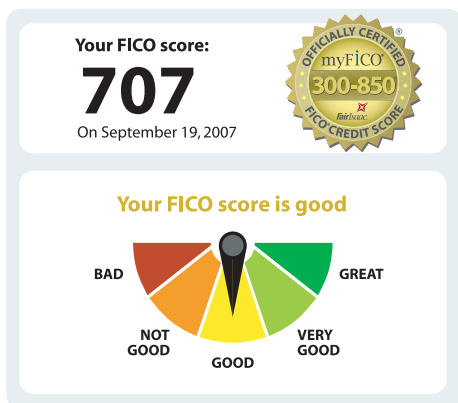 Your FICO score:
707
On September 19, 2007
OFFICIALLY CERTIFIED
®
myFICO®
300-850
FairIsaac
FICO® CREDIT SCORE
Your FICO score is good
BAD
GREAT
NOT
GOOD
VERY
GOOD
GOOD